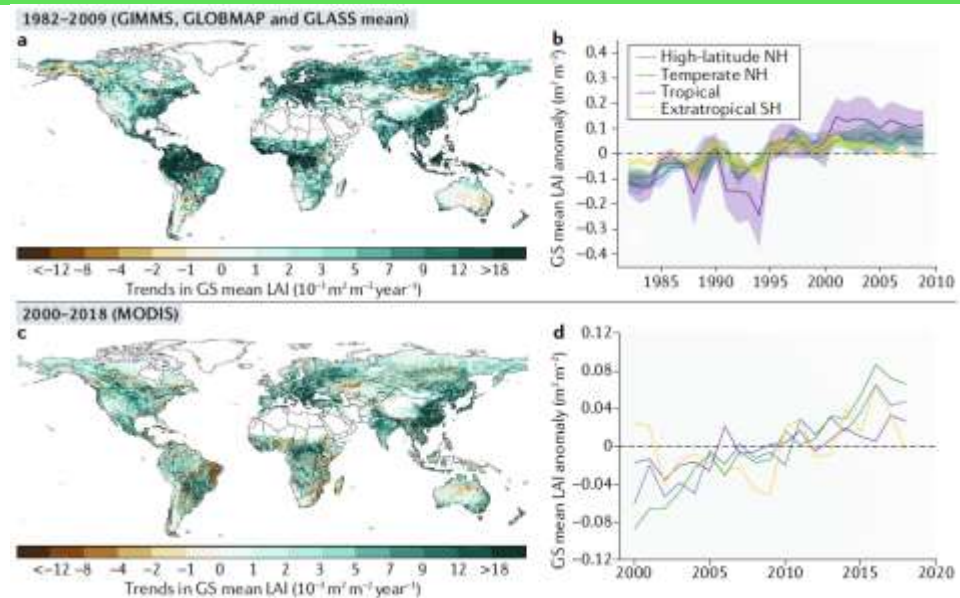 1982–2009 (GIMMS, GLOBMAP and GLASS mean)
a
<–12 –8 –4 –2 –1 0 1 2 3 5 7 9 12 >18
Trends in GS mean LAI (10⁻³ m² m⁻² year⁻¹)
b
GS mean LAI anomaly (m² m⁻²)
0.4
0.3
0.2
0.1
0
–0.1
–0.2
–0.3
–0.4
High-latitude NH
Temperate NH
Tropical
Extratropical SH
1985 1990 1995 2000 2005 2010
2000–2018 (MODIS)
c
<–12 –8 –4 –2 –1 0 1 2 3 5 7 9 12 >18
Trends in GS mean LAI (10⁻³ m² m⁻² year⁻¹)
d
GS mean LAI anomaly (m² m⁻²)
0.12
0.08
0.04
0
–0.04
–0.08
–0.12
2000 2005 2010 2015 2020